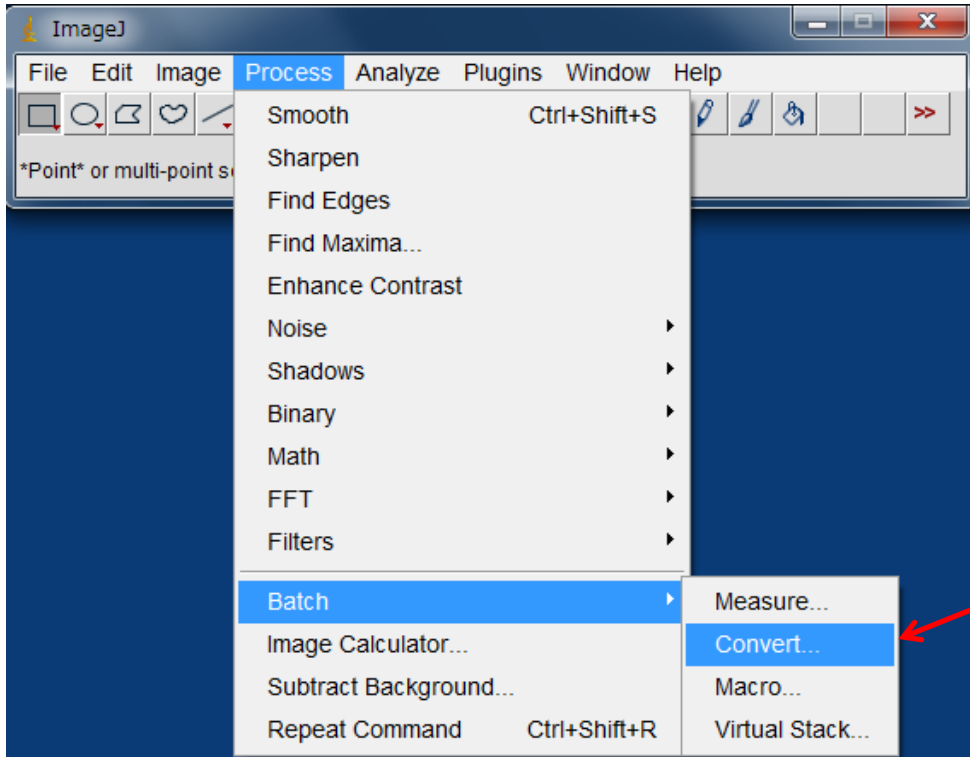 ImageJ
File Edit Image Process Analyze Plugins Window Help
>>
*Point* or multi-point
Smooth Ctrl+Shift+S
Sharpen
Find Edges
Find Maxima...
Enhance Contrast
Noise
Shadows
Binary
Math
FFT
Filters
Batch
Image Calculator...
Subtract Background...
Repeat Command Ctrl+Shift+R
Measure...
Convert...
Macro...
Virtual Stack...